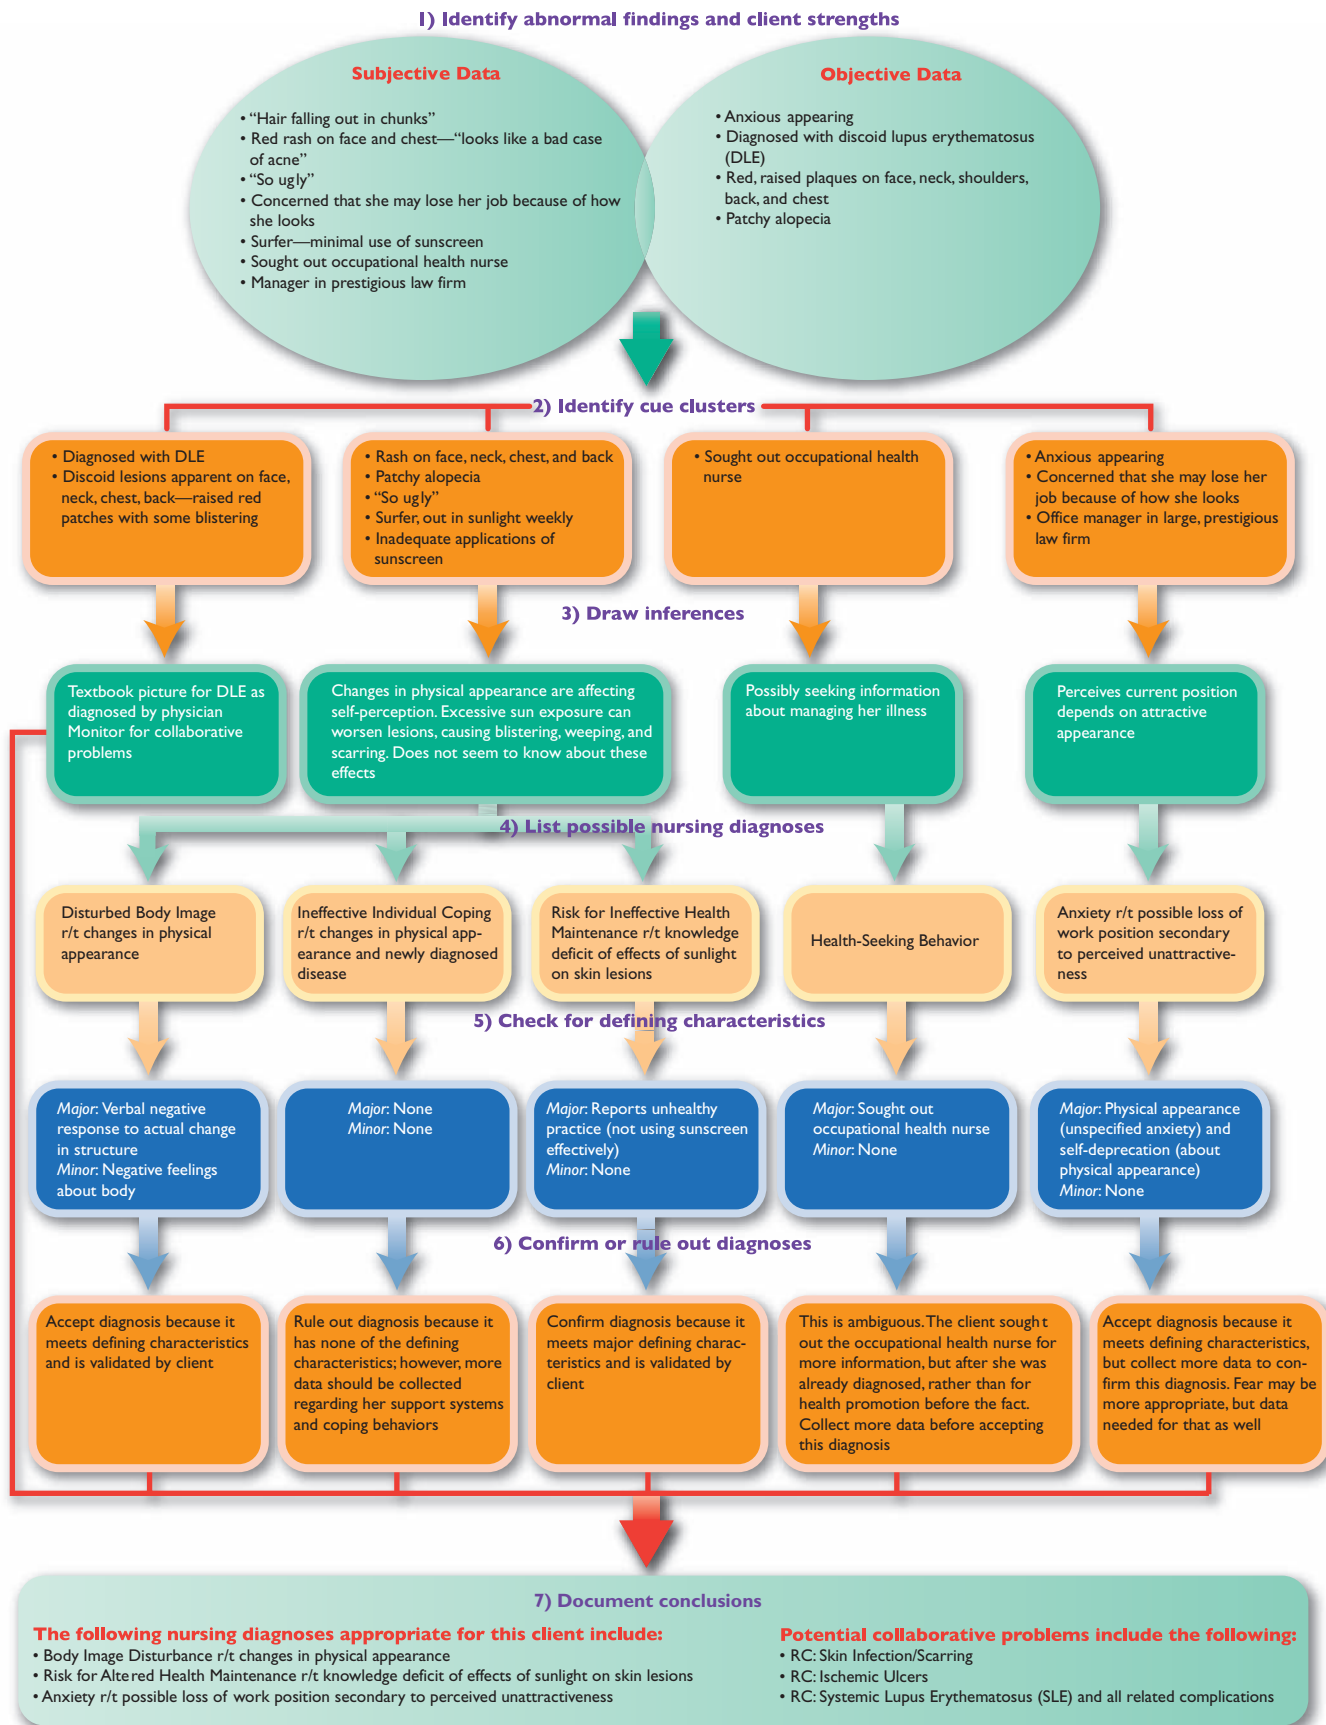 1) Identify abnormal findings and client strengths
Subjective Data
• “Hair falling out in chunks”
• Red rash on face and chest—“looks like a bad case
of acne”
• “So ugly”
• Concerned that she may lose her job because of how
she looks
• Surfer—minimal use of sunscreen
• Sought out occupational health nurse
• Manager in prestigious law firm
Objective Data
• Anxious appearing
• Diagnosed with discoid lupus erythematosus
(DLE)
• Red, raised plaques on face, neck, shoulders,
back, and chest
• Patchy alopecia
2) Identify cue clusters
• Diagnosed with DLE
• Discoid lesions apparent on face,
neck, chest, back—raised red
patches with some blistering
• Rash on face, neck, chest, and back
• Patchy alopecia
• “So ugly”
• Surfer, out in sunlight weekly
• Inadequate applications of
sunscreen
• Sought out occupational health
nurse
• Anxious appearing
• Concerned that she may lose her
job because of how she looks
• Office manager in large, prestigious
law firm
3) Draw inferences
Textbook picture for DLE as
diagnosed by physician
Monitor for collaborative
problems
Changes in physical appearance are affecting
self-perception. Excessive sun exposure can
worsen lesions, causing blistering, weeping, and
scarring. Does not seem to know about these
effects
Possibly seeking information
about managing her illness
Perceives current position
depends on attractive
appearance
4) List possible nursing diagnoses
Disturbed Body Image
r/t changes in physical
appearance
Ineffective Individual Coping
r/t changes in physical app-
earance and newly diagnosed
disease
Risk for Ineffective Health
Maintenance r/t knowledge
deficit of effects of sunlight
on skin lesions
Health-Seeking Behavior
Anxiety r/t possible loss of
work position secondary
to perceived unattractive-
ness
5) Check for defining characteristics
Major: Verbal negative
response to actual change
in structure
Minor: Negative feelings
about body
Major: None
Minor: None
Major: Reports unhealthy
practice (not using sunscreen
effectively)
Minor: None
Major: Sought out
occupational health nurse
Minor: None
Major: Physical appearance
(unspecified anxiety) and
self-deprecation (about
physical appearance)
Minor: None
6) Confirm or rule out diagnoses
Accept diagnosis because it
meets defining characteristics
and is validated by client
Rule out diagnosis because it
has none of the defining
characteristics; however, more
data should be collected
regarding her support systems
and coping behaviors
Confirm diagnosis because it
meets major defining charac-
teristics and is validated by
client
This is ambiguous. The client sought
out the occupational health nurse for
more information, but after she was
already diagnosed, rather than for
health promotion before the fact.
Collect more data before accepting
this diagnosis
Accept diagnosis because it
meets defining characteristics,
but collect more data to con-
firm this diagnosis. Fear may be
more appropriate, but data
needed for that as well
7) Document conclusions
The following nursing diagnoses appropriate for this client include:
• Body Image Disturbance r/t changes in physical appearance
• Risk for Altered Health Maintenance r/t knowledge deficit of effects of sunlight on skin lesions
• Anxiety r/t possible loss of work position secondary to perceived unattractiveness
Potential collaborative problems include the following:
• RC: Skin Infection/Scarring
• RC: Ischemic Ulcers
• RC: Systemic Lupus Erythematosus (SLE) and all related complications